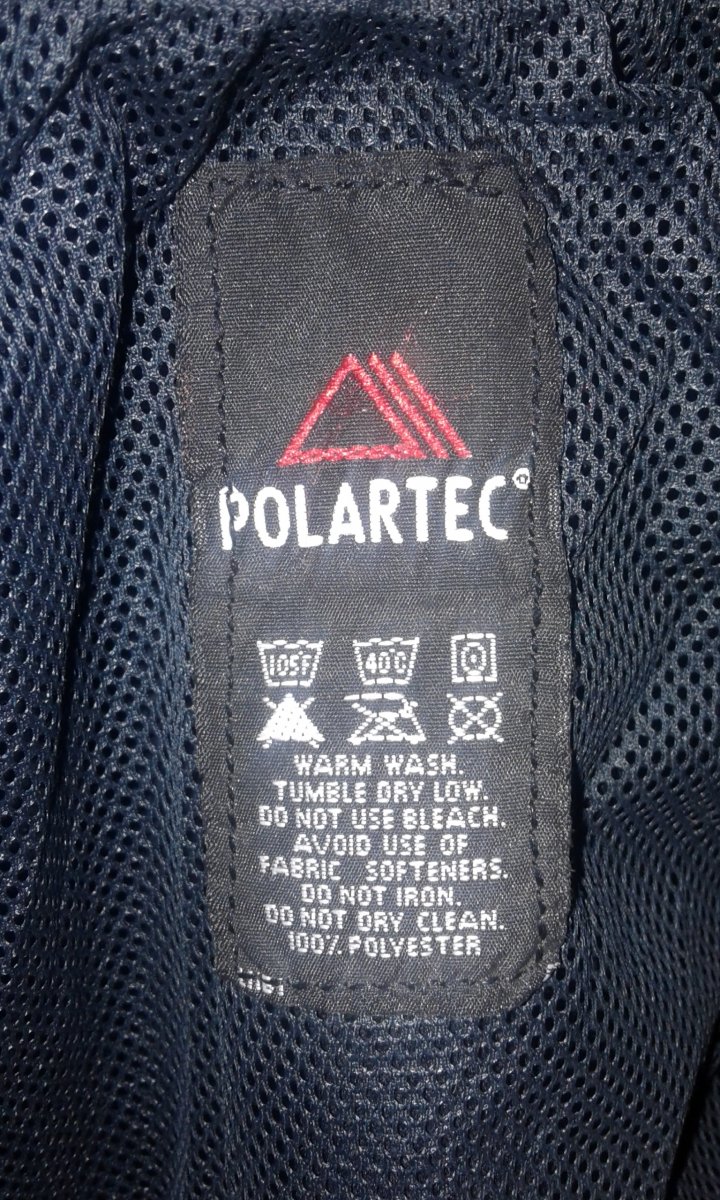 POLARTEC®
105F 40C
WARM WASH.
TUMBLE DRY LOW.
DO NOT USE BLEACH.
AVOID USE OF
FABRIC SOFTENERS.
DO NOT IRON.
DO NOT DRY CLEAN.
100% POLYESTER